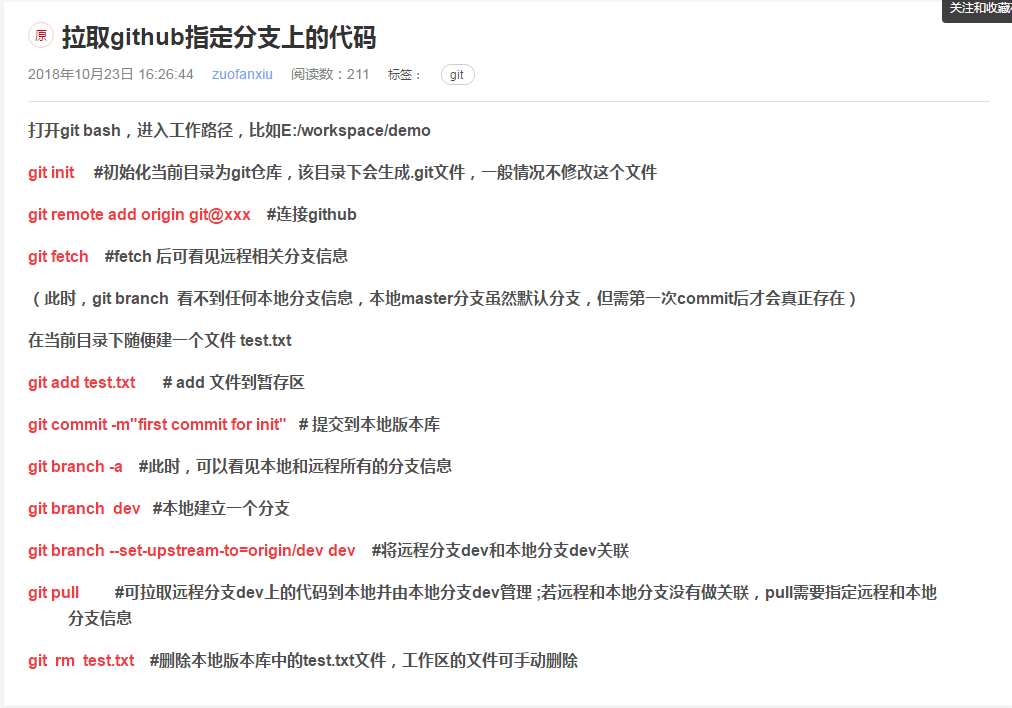 关注和收藏
原 拉取github指定分支上的代码
2018年10月23日 16:26:44 zuofanxiu 阅读数：211 标签： git
打开git bash，进入工作路径，比如E:/workspace/demo
git init #初始化当前目录为git仓库，该目录下会生成.git文件，一般情况不修改这个文件
git remote add origin git@xxx #连接github
git fetch #fetch 后可看见远程相关分支信息
（此时，git branch 看不到任何本地分支信息，本地master分支虽然默认分支，但需第一次commit后才会真正存在）
在当前目录下随便建一个文件 test.txt
git add test.txt # add 文件到暂存区
git commit -m"first commit for init" # 提交到本地版本库
git branch -a #此时，可以看见本地和远程所有的分支信息
git branch dev #本地建立一个分支
git branch --set-upstream-to=origin/dev dev #将远程分支dev和本地分支dev关联
git pull #可拉取远程分支dev上的代码到本地并由本地分支dev管理 ;若远程和本地分支没有做关联，pull需要指定远程和本地
分支信息
git rm test.txt #删除本地版本库中的test.txt文件，工作区的文件可手动删除